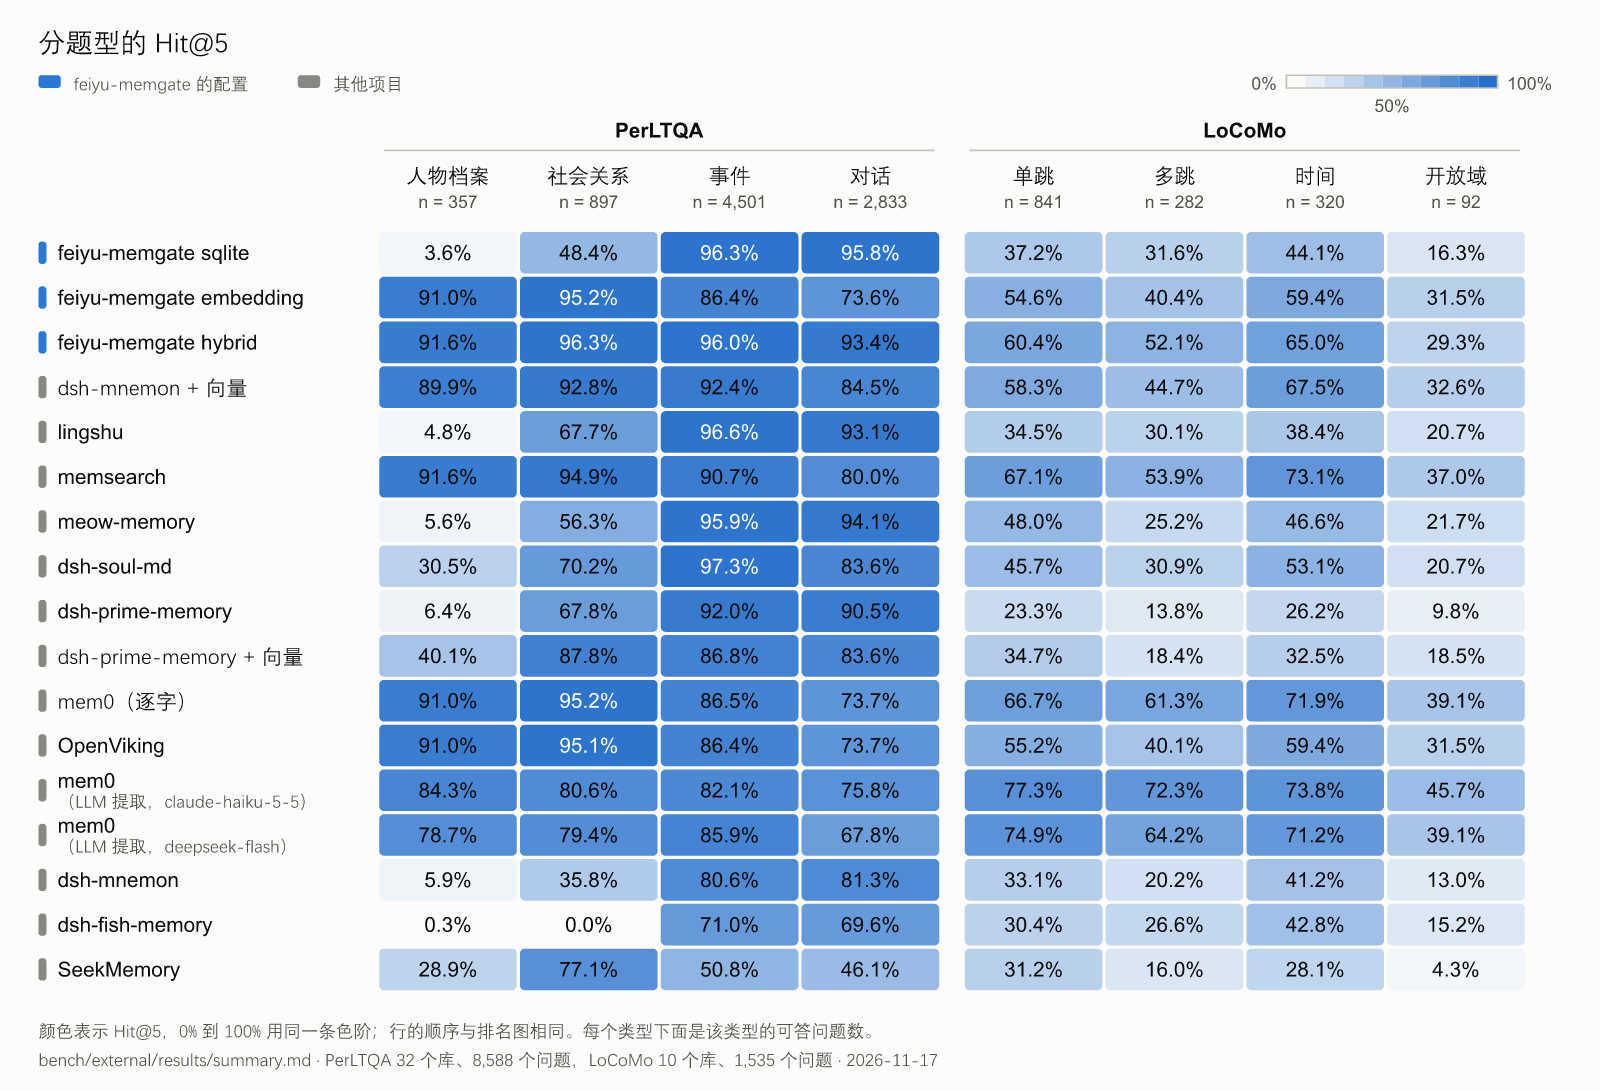 分题型的 Hit@5
feiyu-memgate 的配置 其他项目
0% 50% 100%
PerLTQA LoCoMo
人物档案 社会关系 事件 对话 单跳 多跳 时间 开放域
n = 357 n = 897 n = 4,501 n = 2,833 n = 841 n = 282 n = 320 n = 92
feiyu-memgate sqlite 3.6% 48.4% 96.3% 95.8% 37.2% 31.6% 44.1% 16.3%
feiyu-memgate embedding 91.0% 95.2% 86.4% 73.6% 54.6% 40.4% 59.4% 31.5%
feiyu-memgate hybrid 91.6% 96.3% 96.0% 93.4% 60.4% 52.1% 65.0% 29.3%
dsh-mnemon + 向量 89.9% 92.8% 92.4% 84.5% 58.3% 44.7% 67.5% 32.6%
lingshu 4.8% 67.7% 96.6% 93.1% 34.5% 30.1% 38.4% 20.7%
memsearch 91.6% 94.9% 90.7% 80.0% 67.1% 53.9% 73.1% 37.0%
meow-memory 5.6% 56.3% 95.9% 94.1% 48.0% 25.2% 46.6% 21.7%
dsh-soul-md 30.5% 70.2% 97.3% 83.6% 45.7% 30.9% 53.1% 20.7%
dsh-prime-memory 6.4% 67.8% 92.0% 90.5% 23.3% 13.8% 26.2% 9.8%
dsh-prime-memory + 向量 40.1% 87.8% 86.8% 83.6% 34.7% 18.4% 32.5% 18.5%
mem0（逐字） 91.0% 95.2% 86.5% 73.7% 66.7% 61.3% 71.9% 39.1%
OpenViking 91.0% 95.1% 86.4% 73.7% 55.2% 40.1% 59.4% 31.5%
mem0 84.3% 80.6% 82.1% 75.8% 77.3% 72.3% 73.8% 45.7%
（LLM 提取，claude-haiku-5-5）
mem0 78.7% 79.4% 85.9% 67.8% 74.9% 64.2% 71.2% 39.1%
（LLM 提取，deepseek-flash）
dsh-mnemon 5.9% 35.8% 80.6% 81.3% 33.1% 20.2% 41.2% 13.0%
dsh-fish-memory 0.3% 0.0% 71.0% 69.6% 30.4% 26.6% 42.8% 15.2%
SeekMemory 28.9% 77.1% 50.8% 46.1% 31.2% 16.0% 28.1% 4.3%
颜色表示 Hit@5，0% 到 100% 用同一条色阶；行的顺序与排名图相同。每个类型下面是该类型的可答问题数。
bench/external/results/summary.md · PerLTQA 32 个库、8,588 个问题，LoCoMo 10 个库、1,535 个问题 · 2026-11-17